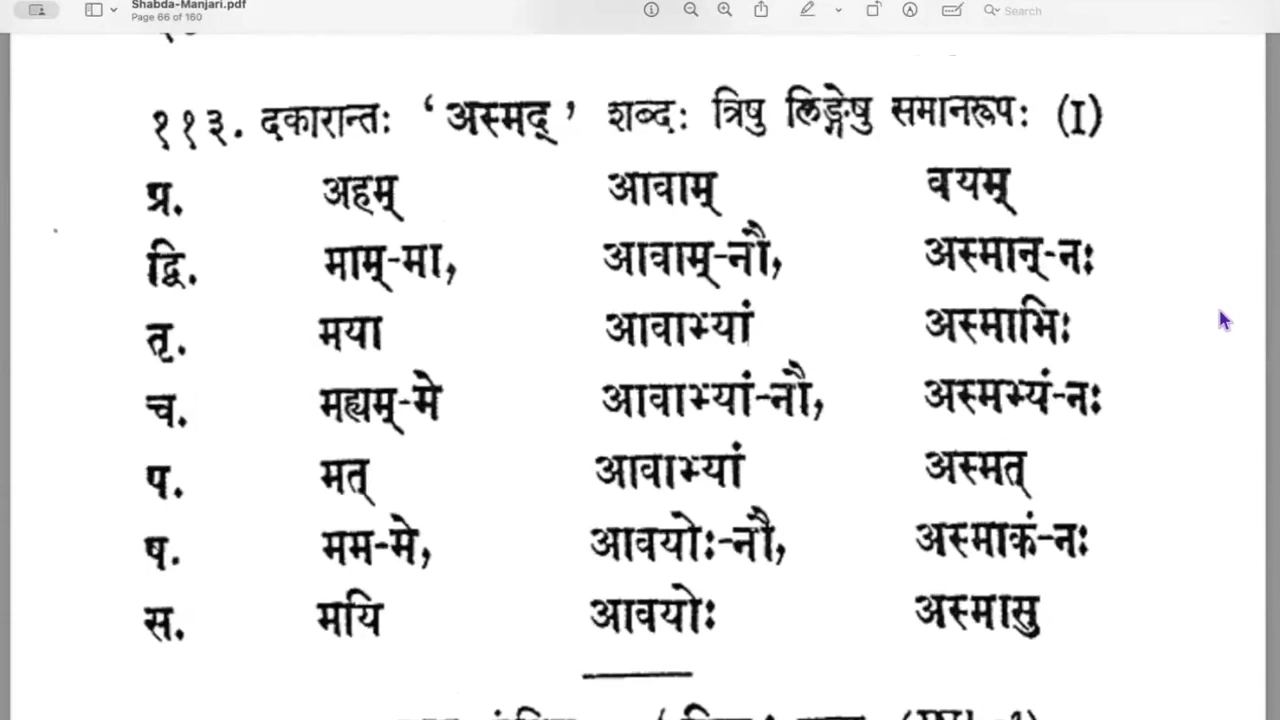 Shabda-Manjari.pdf
Page 66 of 160
Search
११३. दकारान्तः ‘अस्मद्’ शब्दः त्रिषु लिङ्गेषु समानरूपः (I)
प्र. अहम् आवाम् वयम्
द्वि. माम्-मा, आवाम्-नौ, अस्मान्-नः
तृ. मया आवाभ्यां अस्माभिः
च. मह्यम्-मे आवाभ्यां-नौ, अस्मभ्यं-नः
प. मत् आवाभ्यां अस्मत्
ष. मम-मे, आवयोः-नौ, अस्माकं-नः
स. मयि आवयोः अस्मासु